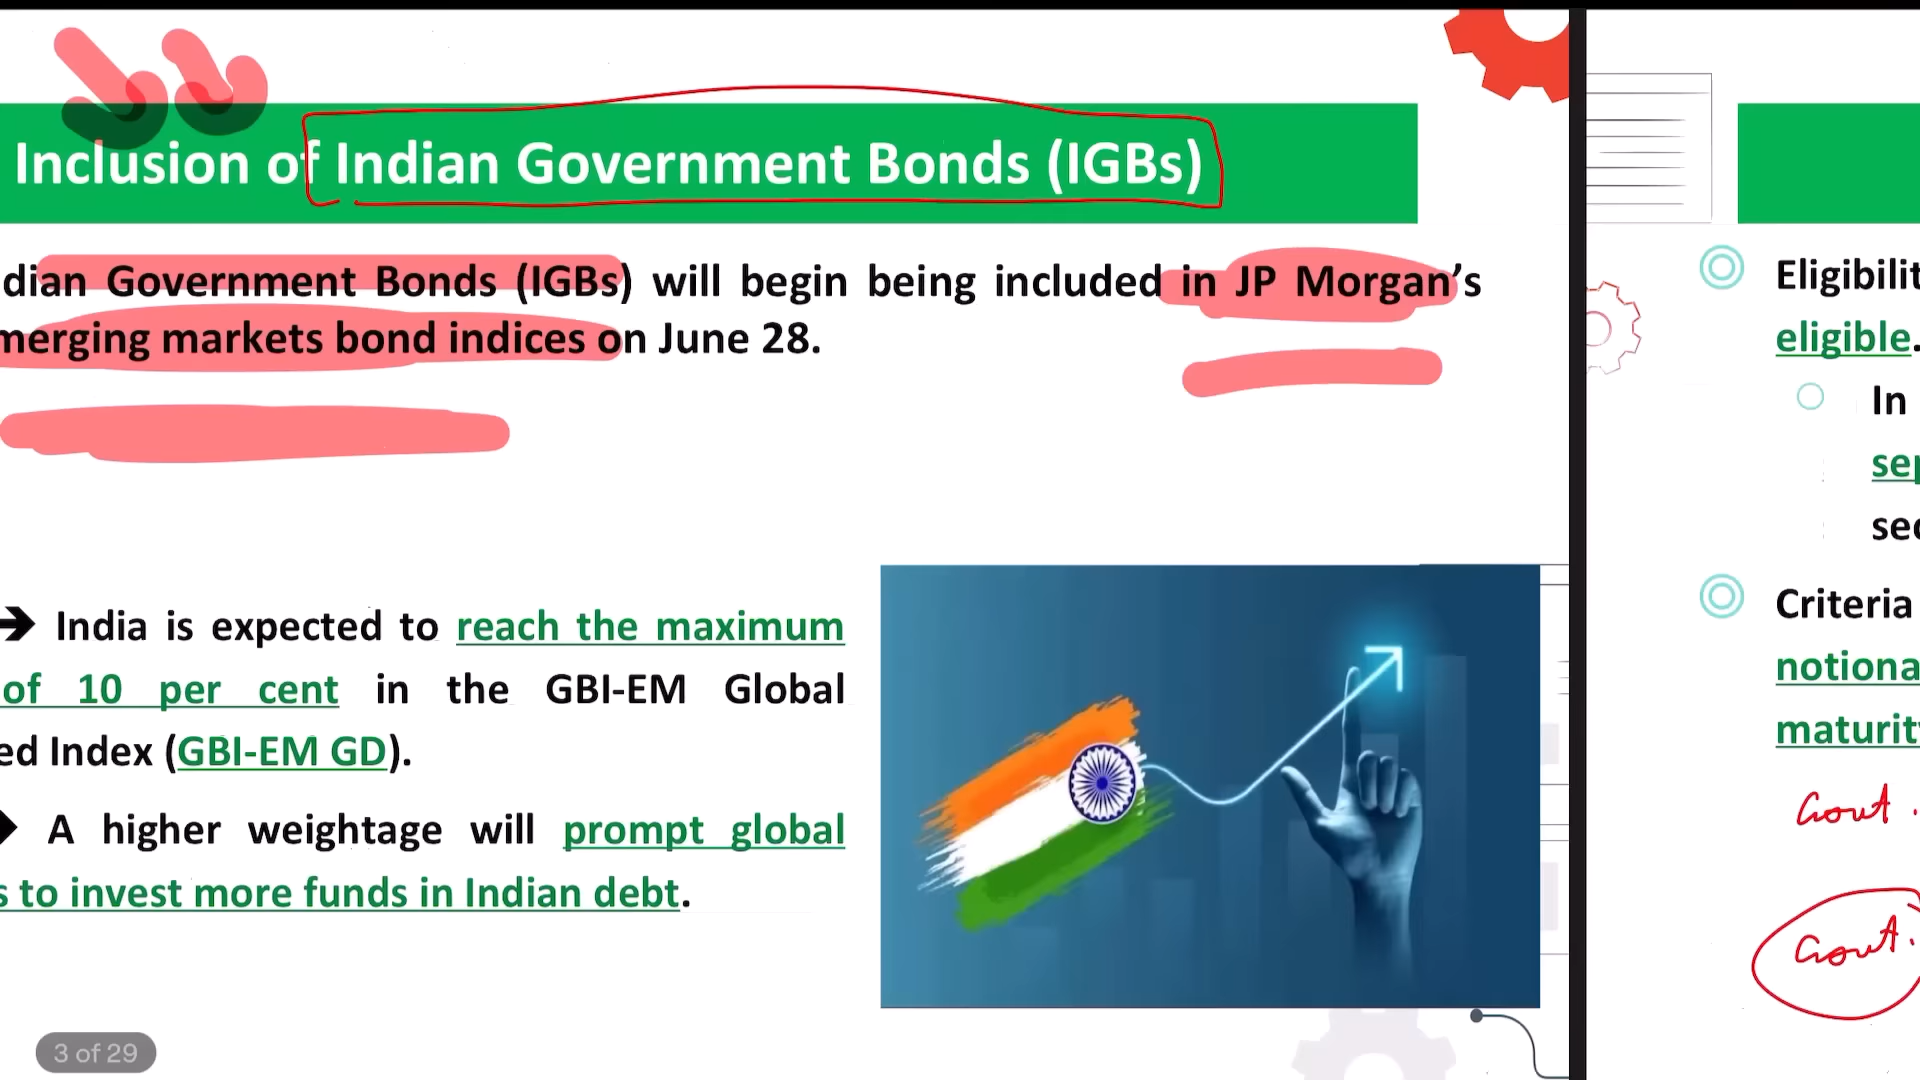 Inclusion of Indian Government Bonds (IGBs)
dian Government Bonds (IGBs) will begin being included in JP Morgan's
merging markets bond indices on June 28.
➔ India is expected to reach the maximum
of 10 per cent in the GBI-EM Global
ed Index (GBI-EM GD).
A higher weightage will prompt global
s to invest more funds in Indian debt.
3 of 29
Eligibilit
eligible.
In
sep
sec
Criteria
notiona
maturity
Govt.
Govt.